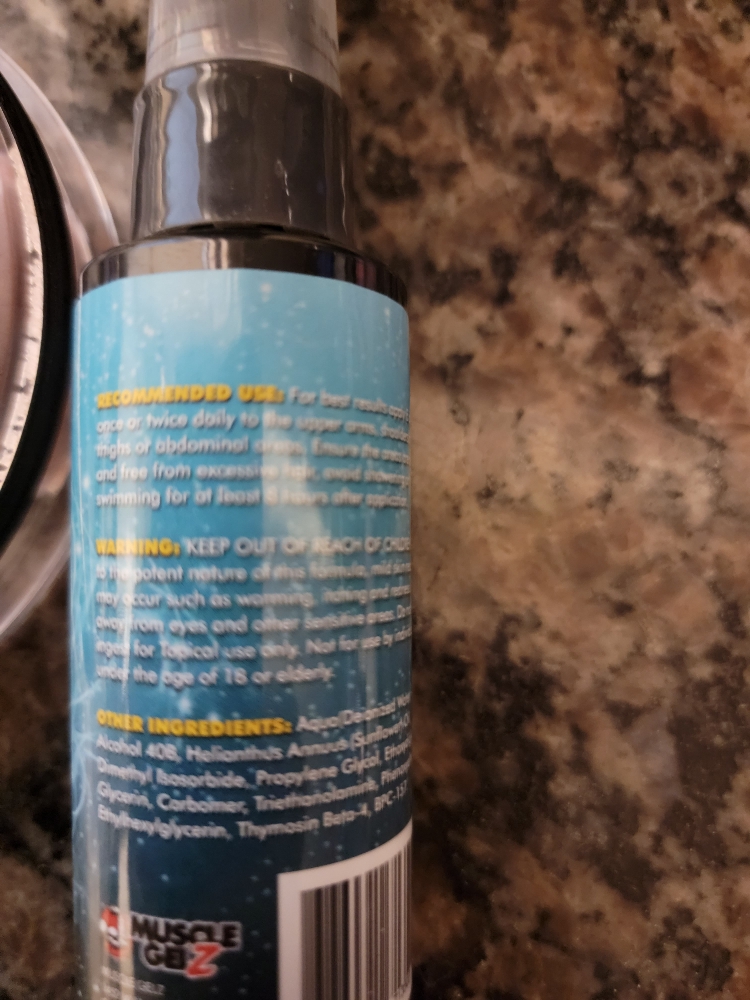 RECOMMENDED USE: For best results apply
once or twice daily to the upper arms,
thighs or abdominal areas. Ensure the
and free from excessive hair, avoid showering
swimming for at least hours after
WARNING: KEEP OUT OF REACH OF
to the potent nature of this formula, mild
may occur such as warming, itching and
away from eyes and other sensitive areas. Do
ingest for Topical use only. Not for use by
under the age of 18 or elderly.
OTHER INGREDIENTS: Aqua/Deionized
Alcohol 40B, Helianthus Annuus (Sunflower)
Dimethyl Isosorbide, Propylene Glycol,
Glycerin, Carbomer, Triethanolamine,
Ethylhexylglycerin, Thymosin Beta-4, BPC-157
MUSCLE
GELZ